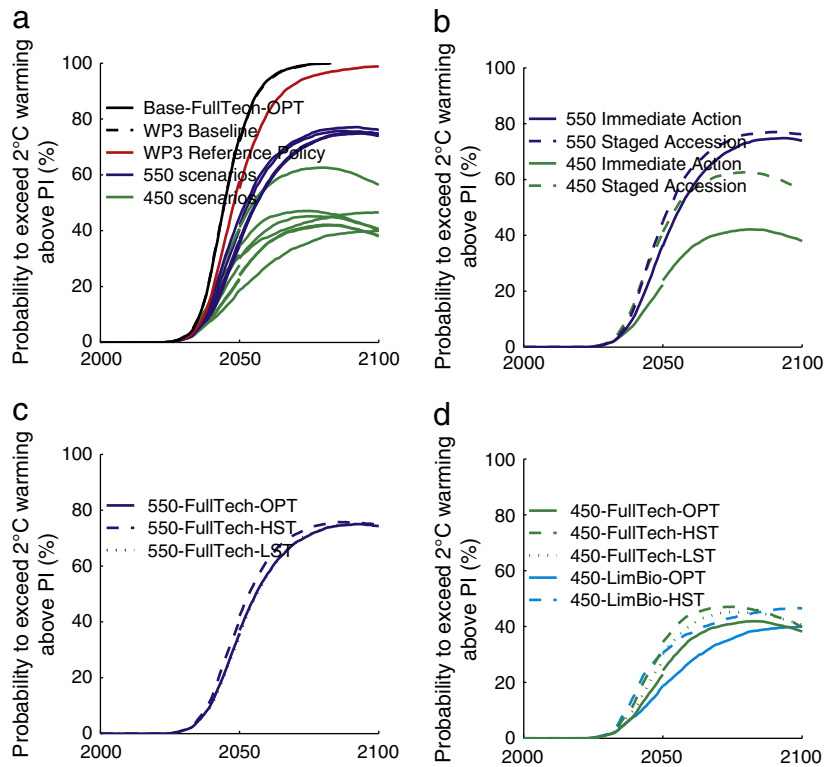 a
Probability to exceed 2°C warming
above PI (%)
100
80
60
40
20
0
Base-FullTech-OPT
WP3 Baseline
WP3 Reference Policy
550 scenarios
450 scenarios
2000
2050
2100
b
Probability to exceed 2°C warming
above PI (%)
100
80
60
40
20
0
550 Immediate Action
550 Staged Accession
450 Immediate Action
450 Staged Accession
2000
2050
2100
c
Probability to exceed 2°C warming
above PI (%)
100
80
60
40
20
0
550-FullTech-OPT
550-FullTech-HST
550-FullTech-LST
2000
2050
2100
d
Probability to exceed 2°C warming
above PI (%)
100
80
60
40
20
0
450-FullTech-OPT
450-FullTech-HST
450-FullTech-LST
450-LimBio-OPT
450-LimBio-HST
2000
2050
2100